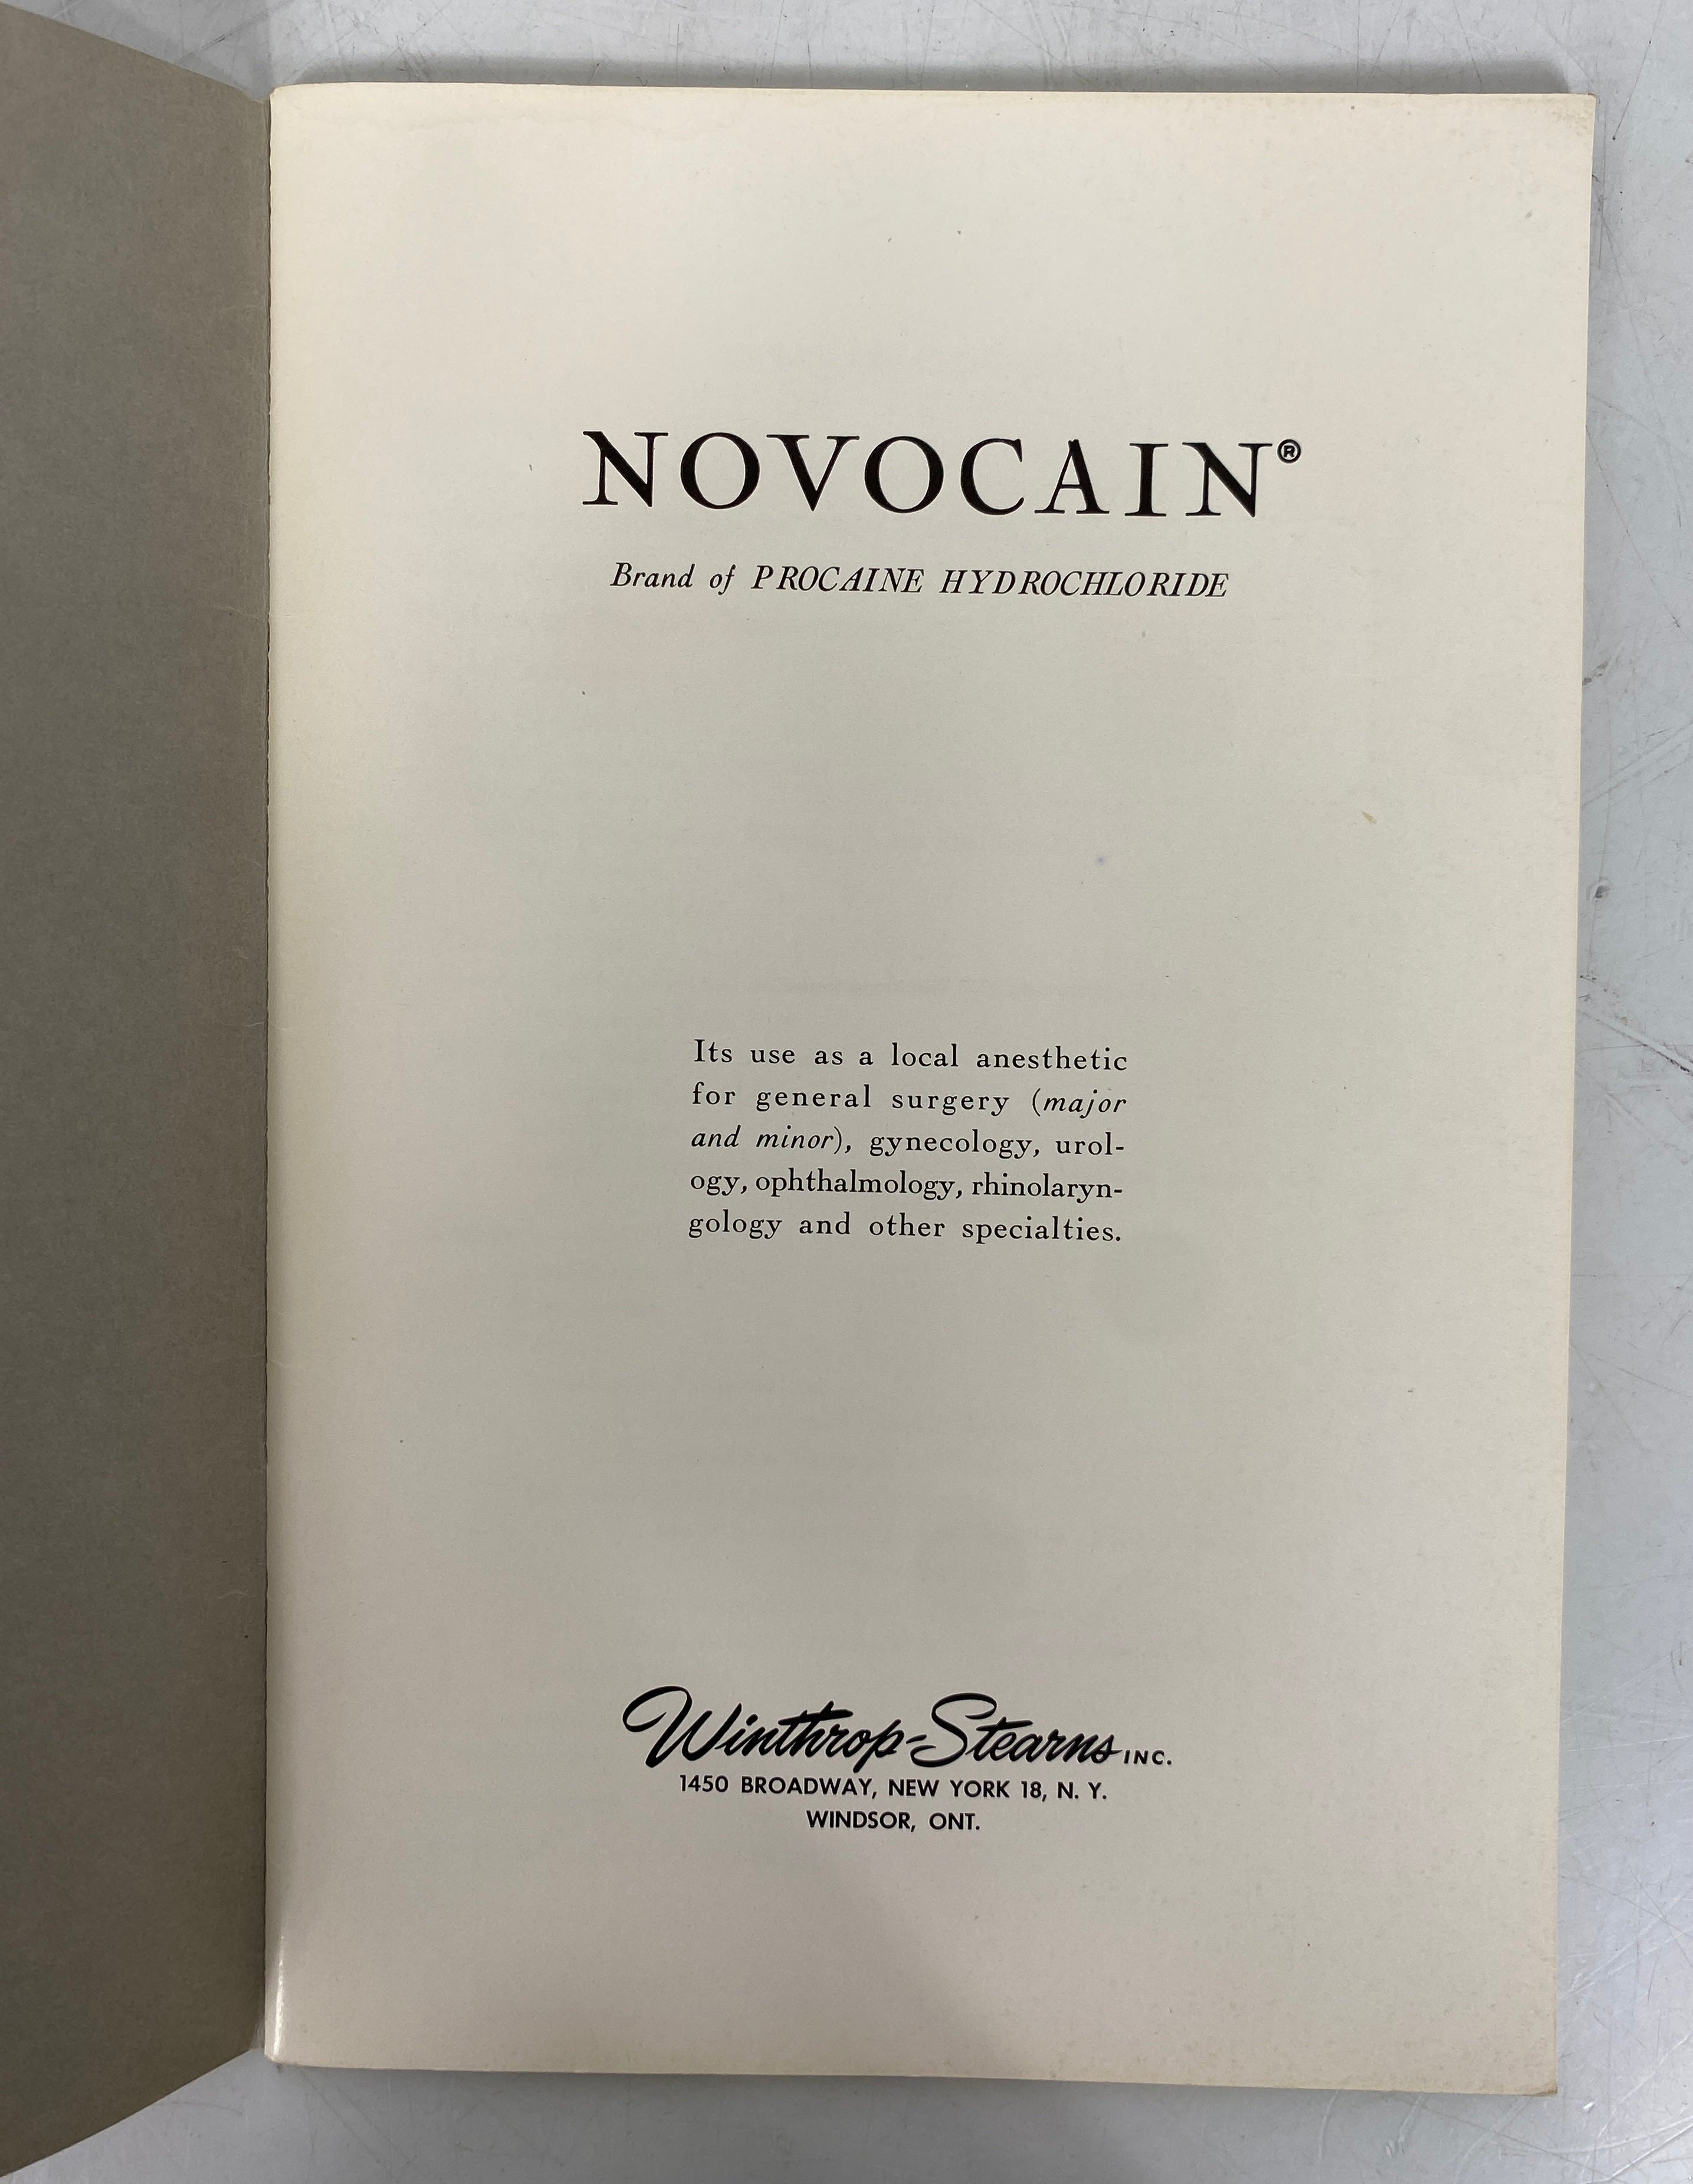 NOVOCAIN®
Brand of PROCAINE HYDROCHLORIDE
Its use as a local anesthetic
for general surgery (major
and minor), gynecology, urol-
ogy, ophthalmology, rhinolaryn-
gology and other specialties.
Winthrop-Stearns INC.
1450 BROADWAY, NEW YORK 18, N. Y.
WINDSOR, ONT.